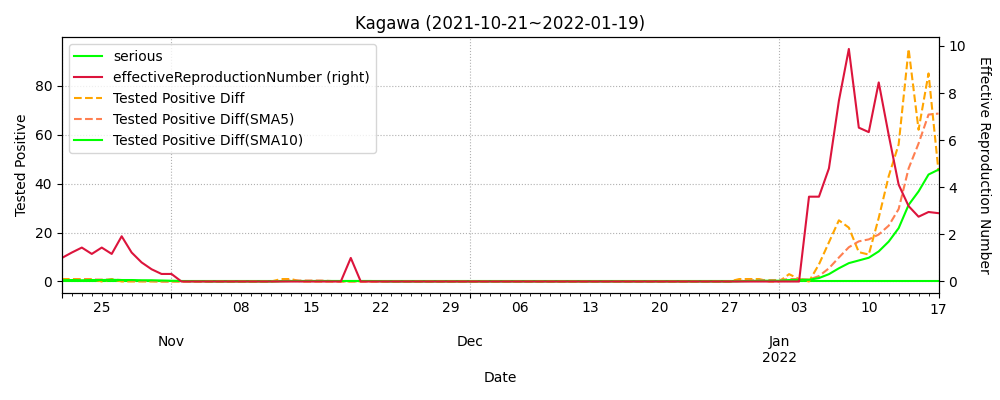 Kagawa (2021-10-21~2022-01-19)
serious
effectiveReproductionNumber (right)
Tested Positive Diff
Tested Positive Diff(SMA5)
Tested Positive Diff(SMA10)
Tested Positive
0
20
40
60
80
Effective Reproduction Number
0
2
4
6
8
10
25 08 15 22 29 06 13 20 27 03 10 17
Nov Dec Jan
2022
Date